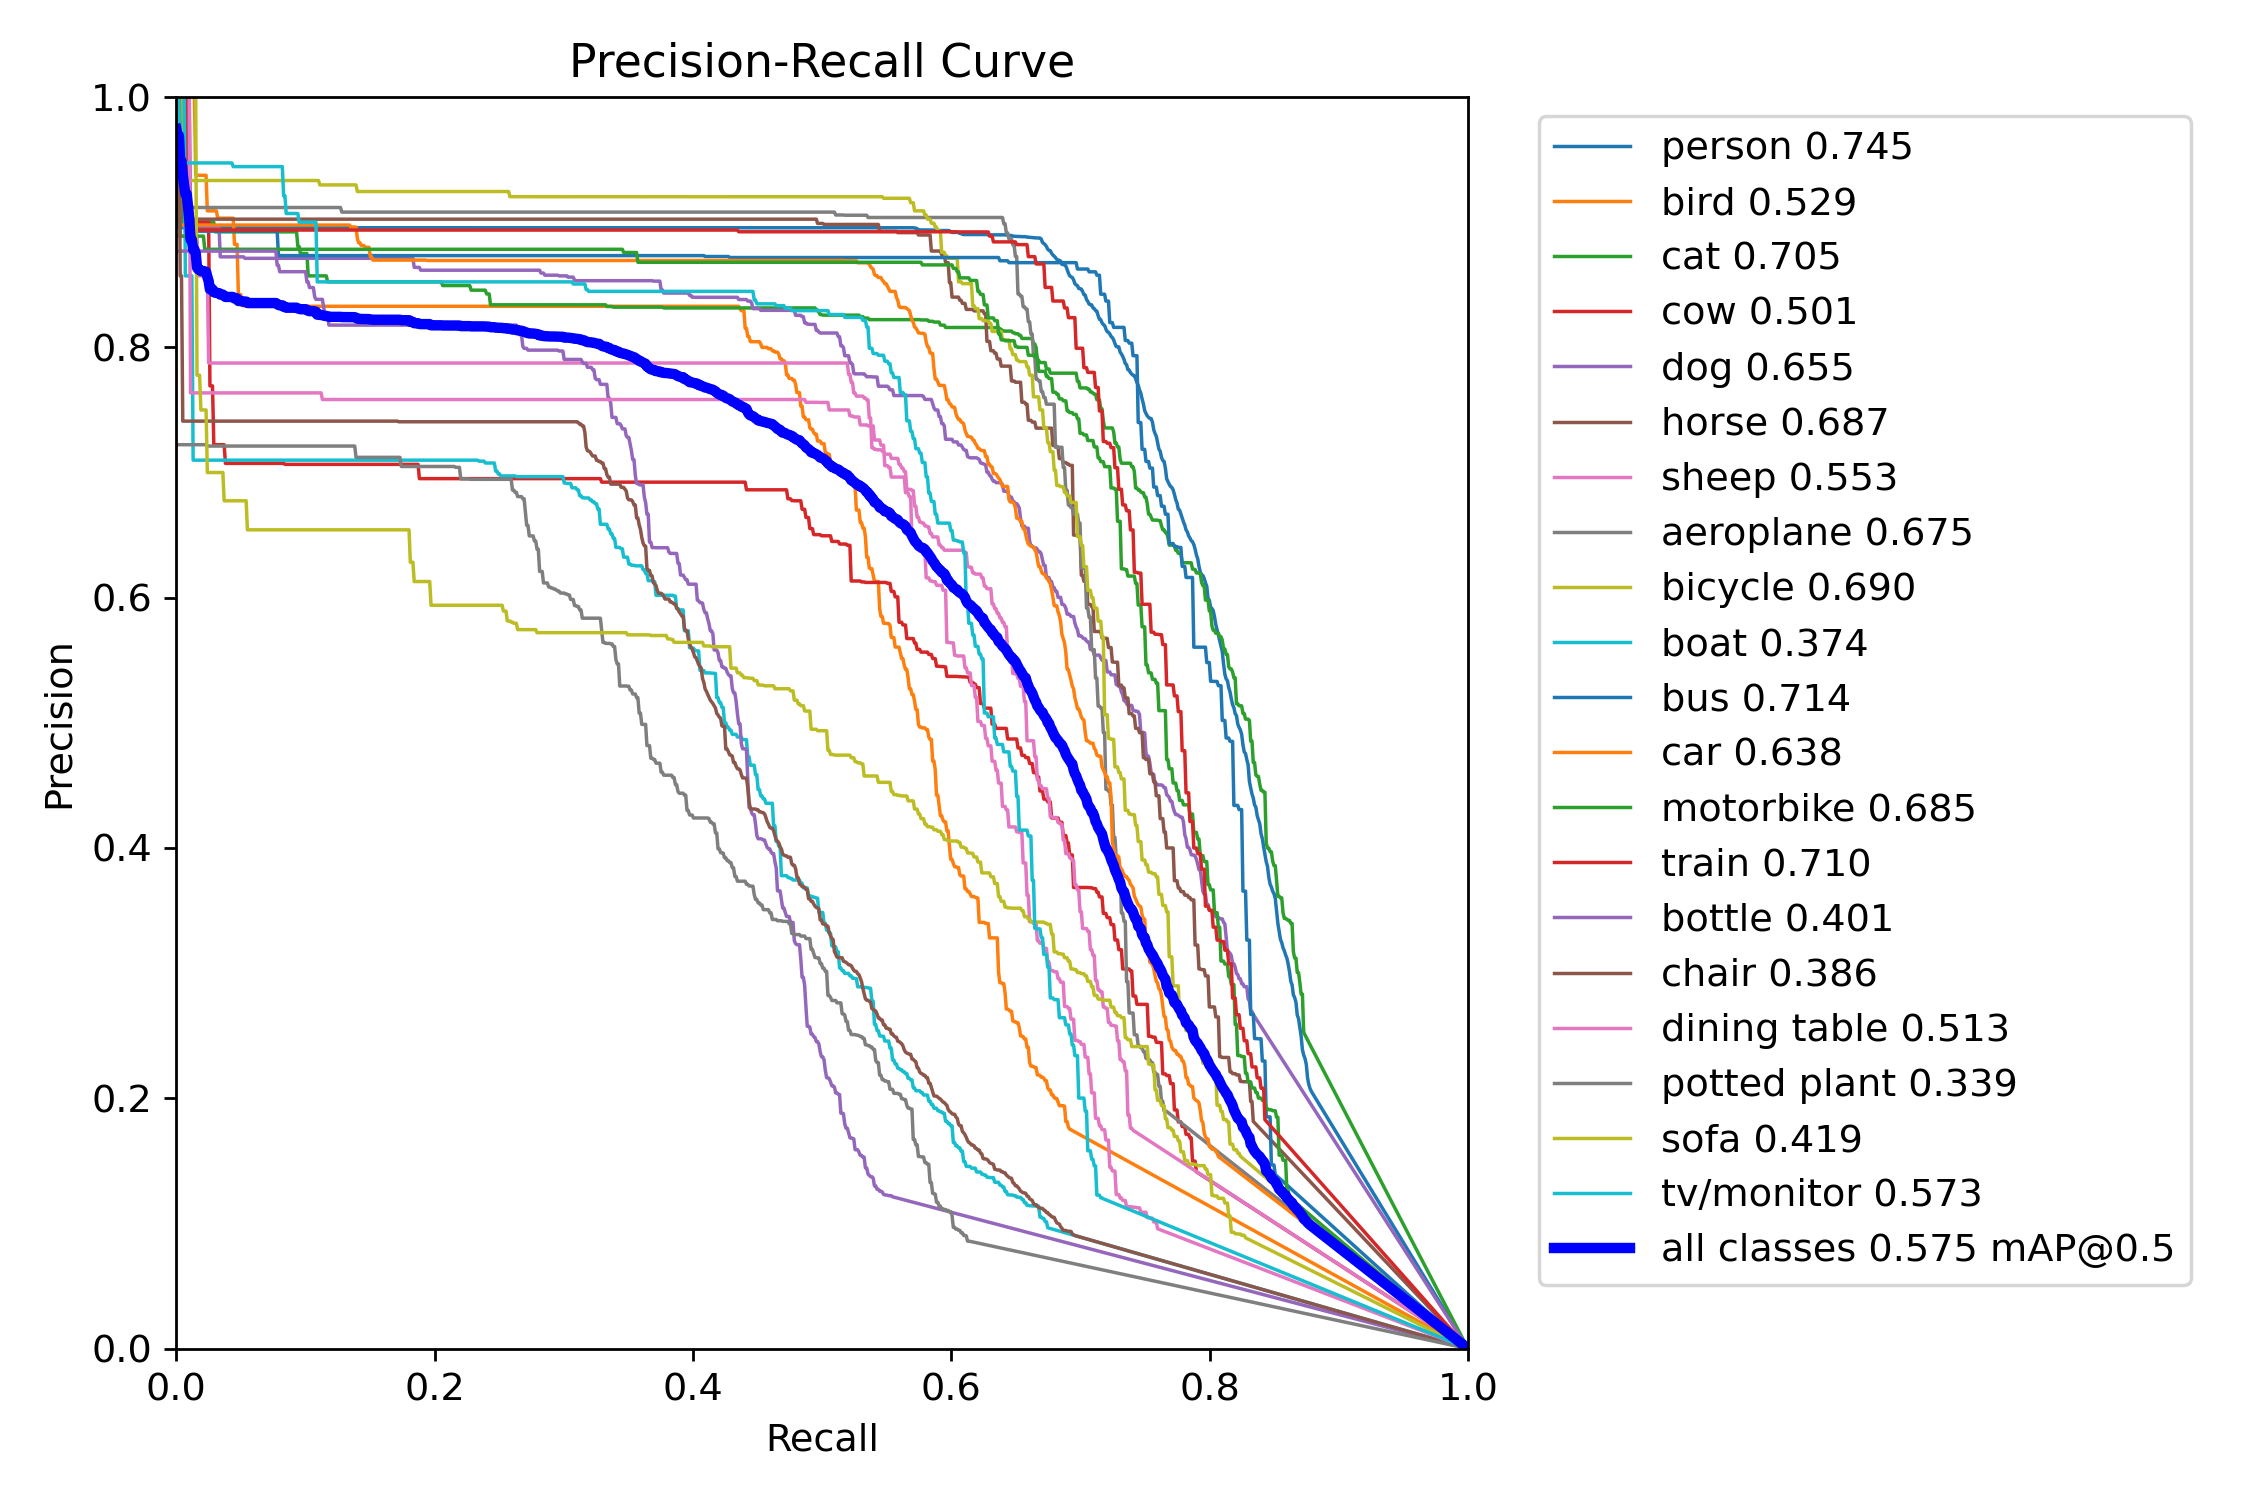 Precision-Recall Curve
1.0
0.8
0.6
0.4
0.2
0.0
Precision
0.0 0.2 0.4 0.6 0.8 1.0
Recall
person 0.745
bird 0.529
cat 0.705
cow 0.501
dog 0.655
horse 0.687
sheep 0.553
aeroplane 0.675
bicycle 0.690
boat 0.374
bus 0.714
car 0.638
motorbike 0.685
train 0.710
bottle 0.401
chair 0.386
dining table 0.513
potted plant 0.339
sofa 0.419
tv/monitor 0.573
all classes 0.575 mAP@0.5